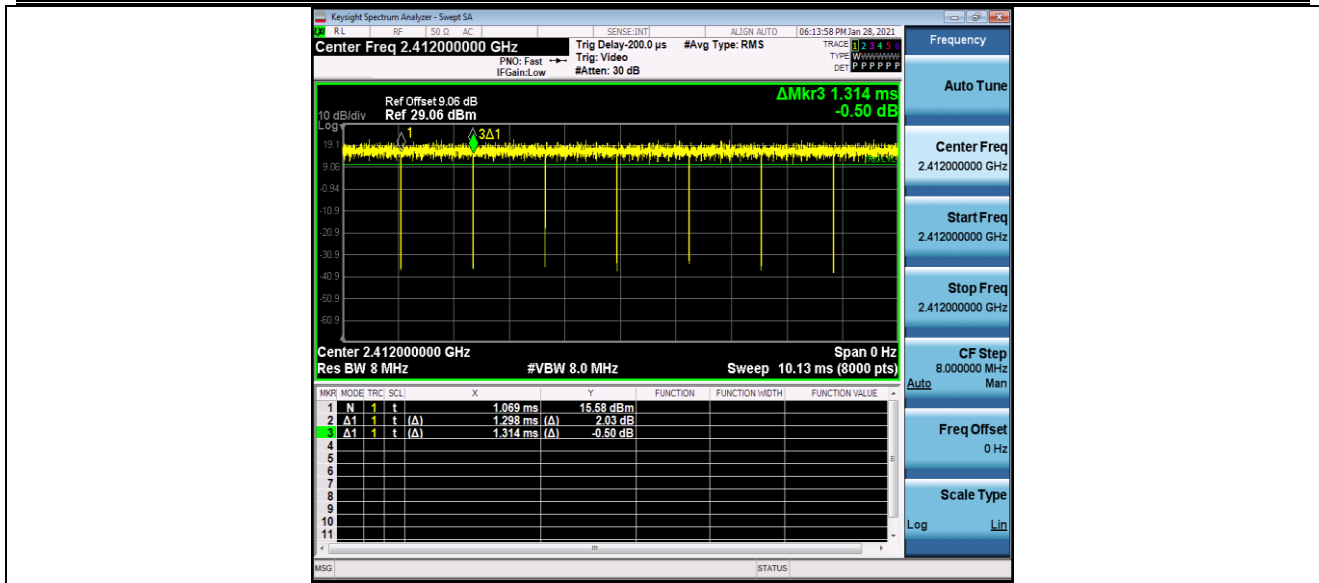 Keysight Spectrum Analyzer - Swept SA
RL RF 50 Ω AC SENSE:INT ALIGN AUTO 06:13:58 PM Jan 28, 2021
Center Freq 2.412000000 GHz
PNO: Fast
IFGain:Low
Trig Delay-200.0 µs
Trig: Video
#Atten: 30 dB
#Avg Type: RMS
TRACE 1 2 3 4 5 6
TYPE WWWWWW
DET P P P P P P
ΔMkr3 1.314 ms
-0.50 dB
Ref Offset 9.06 dB
10 dB/div Ref 29.06 dBm
Log
1
3Δ1
19.1
9.06
-0.94
-10.9
-20.9
-30.9
-40.9
-50.9
-60.9
Center 2.412000000 GHz Span 0 Hz
Res BW 8 MHz #VBW 8.0 MHz Sweep 10.13 ms (8000 pts)
MKR MODE TRC SCL X Y FUNCTION FUNCTION WIDTH FUNCTION VALUE
1 N 1 t 1.069 ms 15.58 dBm
2 Δ1 1 t (Δ) 1.298 ms (Δ) 2.03 dB
3 Δ1 1 t (Δ) 1.314 ms (Δ) -0.50 dB
4
5
6
7
8
9
10
11
MSG STATUS
Frequency
Auto Tune
Center Freq
2.412000000 GHz
Start Freq
2.412000000 GHz
Stop Freq
2.412000000 GHz
CF Step
8.000000 MHz
Auto Man
Freq Offset
0 Hz
Scale Type
Log Lin